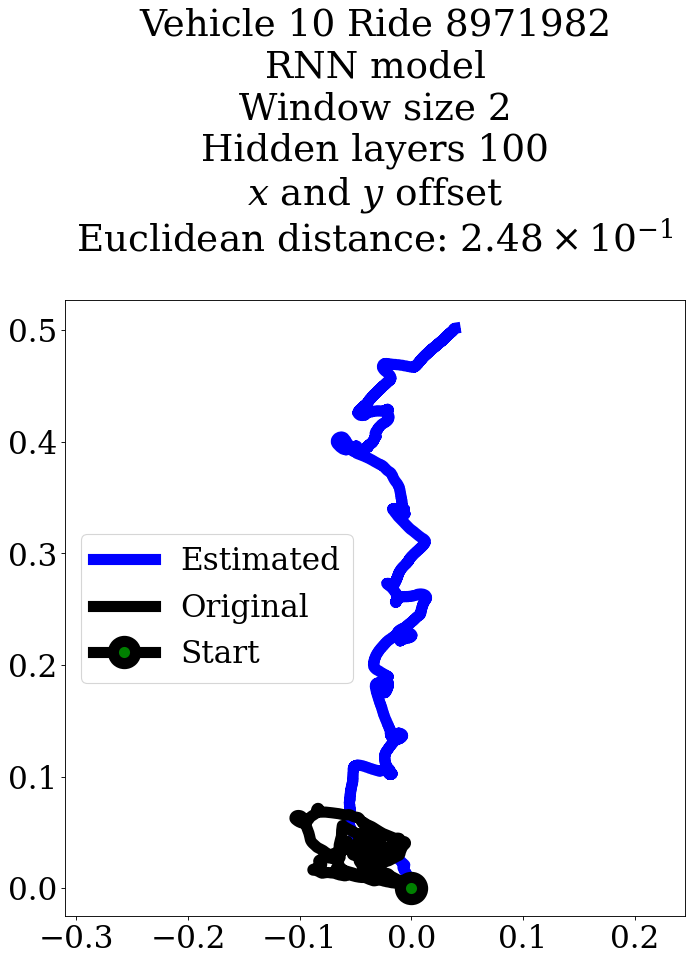 Vehicle 10 Ride 8971982
RNN model
Window size 2
Hidden layers 100
x and y offset
Euclidean distance: 2.48 × 10⁻¹
0.5
0.4
0.3
0.2
0.1
0.0
Estimated
Original
Start
−0.3 −0.2 −0.1 0.0 0.1 0.2